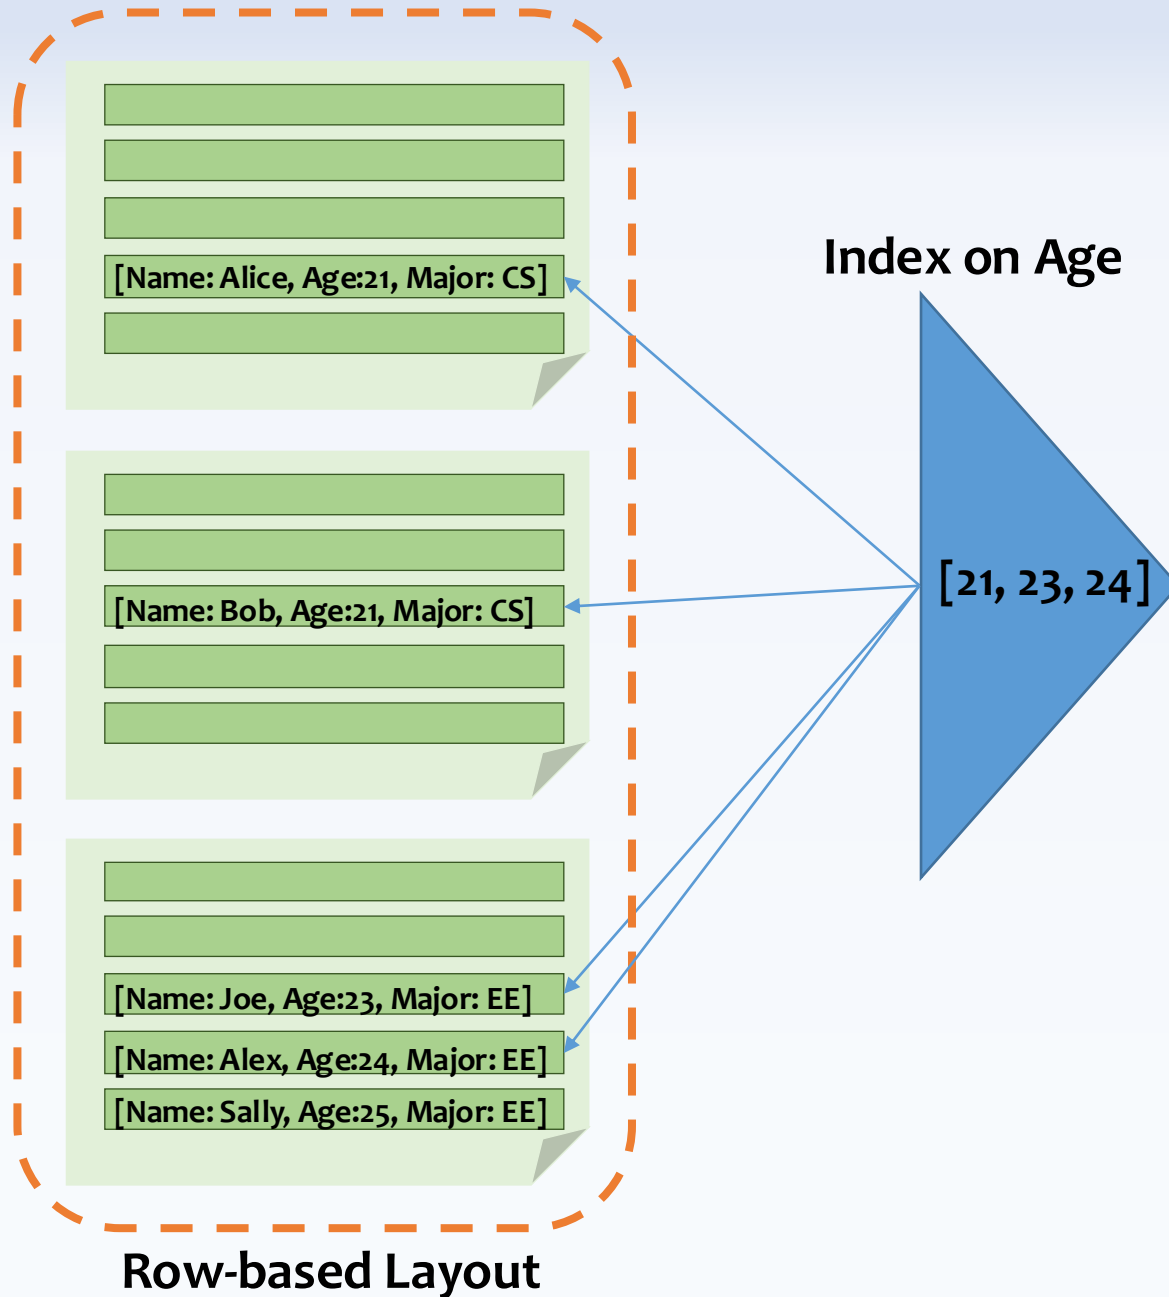 Index on Age
[Name: Alice, Age:21, Major: CS]
[21, 23, 24]
[Name: Bob, Age:21, Major: CS]
[Name: Joe, Age:23, Major: EE]
[Name: Alex, Age:24, Major: EE]
[Name: Sally, Age:25, Major: EE]
Row-based Layout